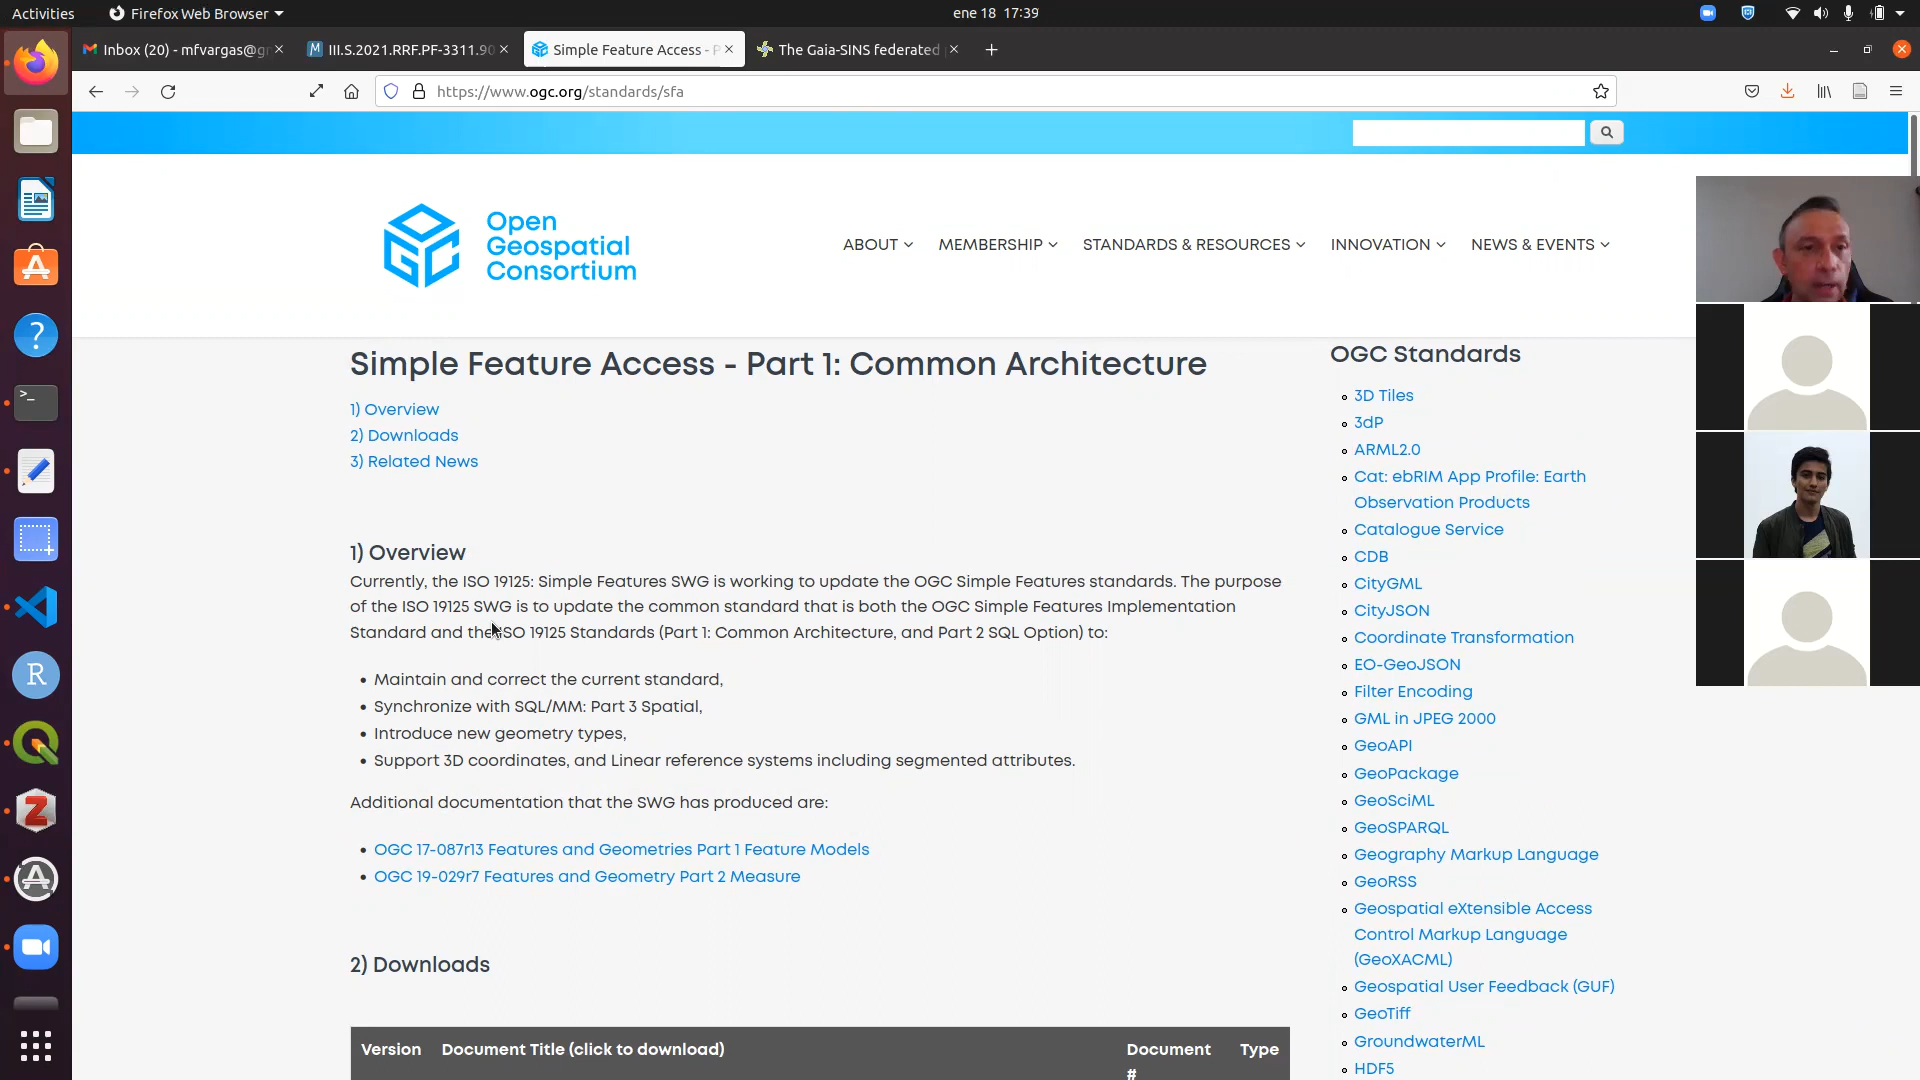 Activities
Firefox Web Browser
ene 18 17:39
Inbox (20) - mfvargas@gr
III.S.2021.RRF.PF-3311.90
Simple Feature Access - P
The Gaia-SINS federated
https://www.ogc.org/standards/sfa
Open
Geospatial
Consortium
ABOUT
MEMBERSHIP
STANDARDS & RESOURCES
INNOVATION
NEWS & EVENTS
Simple Feature Access - Part 1: Common Architecture
1) Overview
2) Downloads
3) Related News
1) Overview
Currently, the ISO 19125: Simple Features SWG is working to update the OGC Simple Features standards. The purpose
of the ISO 19125 SWG is to update the common standard that is both the OGC Simple Features Implementation
Standard and the ISO 19125 Standards (Part 1: Common Architecture, and Part 2 SQL Option) to:
Maintain and correct the current standard,
Synchronize with SQL/MM: Part 3 Spatial,
Introduce new geometry types,
Support 3D coordinates, and Linear reference systems including segmented attributes.
Additional documentation that the SWG has produced are:
OGC 17-087r13 Features and Geometries Part 1 Feature Models
OGC 19-029r7 Features and Geometry Part 2 Measure
2) Downloads
Version
Document Title (click to download)
Document
#
Type
OGC Standards
3D Tiles
3dP
ARML2.0
Cat: ebRIM App Profile: Earth
Observation Products
Catalogue Service
CDB
CityGML
CityJSON
Coordinate Transformation
EO-GeoJSON
Filter Encoding
GML in JPEG 2000
GeoAPI
GeoPackage
GeoSciML
GeoSPARQL
Geography Markup Language
GeoRSS
Geospatial eXtensible Access
Control Markup Language
(GeoXACML)
Geospatial User Feedback (GUF)
GeoTiff
GroundwaterML
HDF5